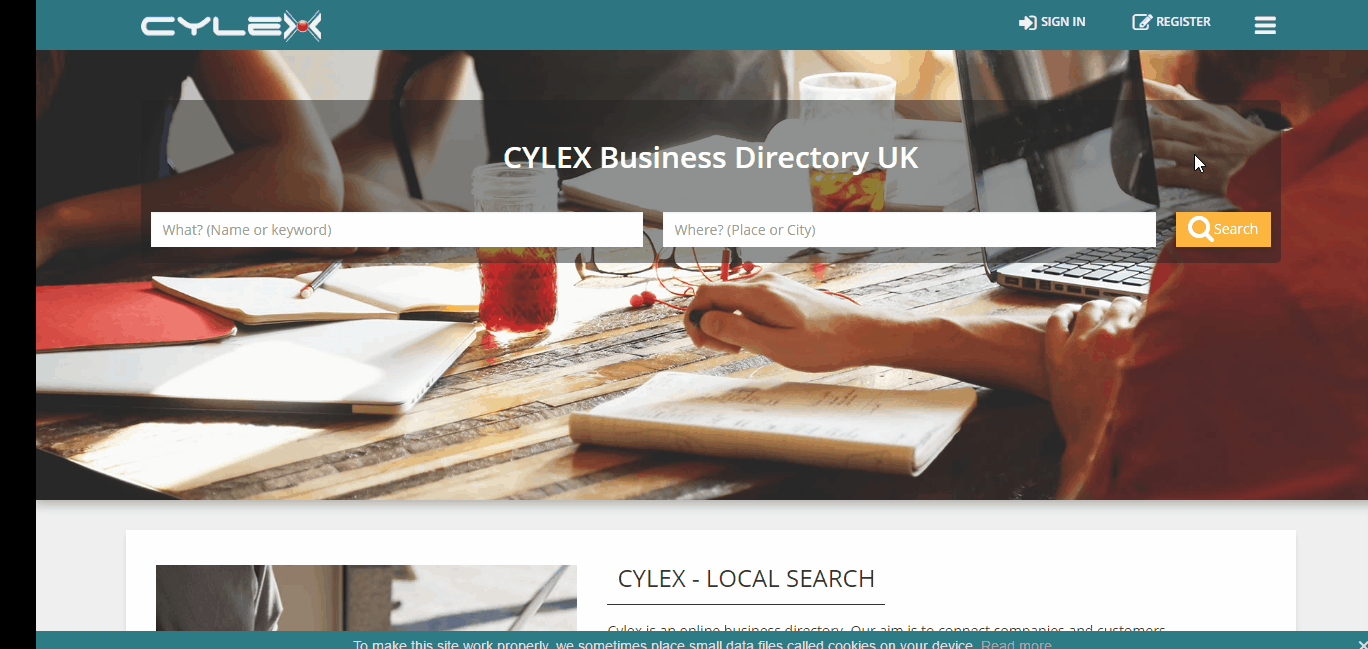 CYLEX
SIGN IN
REGISTER
CYLEX Business Directory UK
What? (Name or keyword)
Where? (Place or City)
Search
CYLEX - LOCAL SEARCH
Cylex is an online business directory. Our aim is to connect companies and customers
To make this site work properly, we sometimes place small data files called cookies on your device. Read more